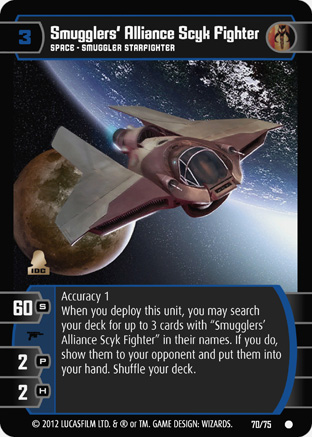 3 Smugglers' Alliance Scyk Fighter
SPACE • SMUGGLER STARFIGHTER
IDC
60 S
2 P
2 H
Accuracy 1
When you deploy this unit, you may search
your deck for up to 3 cards with “Smugglers’
Alliance Scyk Fighter” in their names. If you do,
show them to your opponent and put them into
your hand. Shuffle your deck.
© 2012 LUCASFILM LTD. & ® or TM. GAME DESIGN: WIZARDS. 70/75